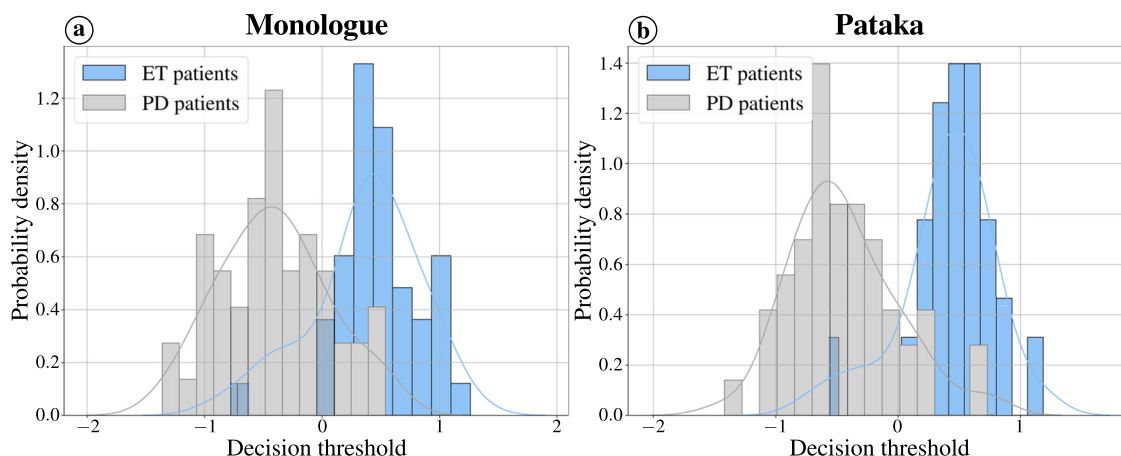 a Monologue
ET patients
PD patients
Probability density
1.2
1.0
0.8
0.6
0.4
0.2
0.0
−2 −1 0 1 2
Decision threshold
b Pataka
ET patients
PD patients
Probability density
1.4
1.2
1.0
0.8
0.6
0.4
0.2
0.0
−2 −1 0 1
Decision threshold